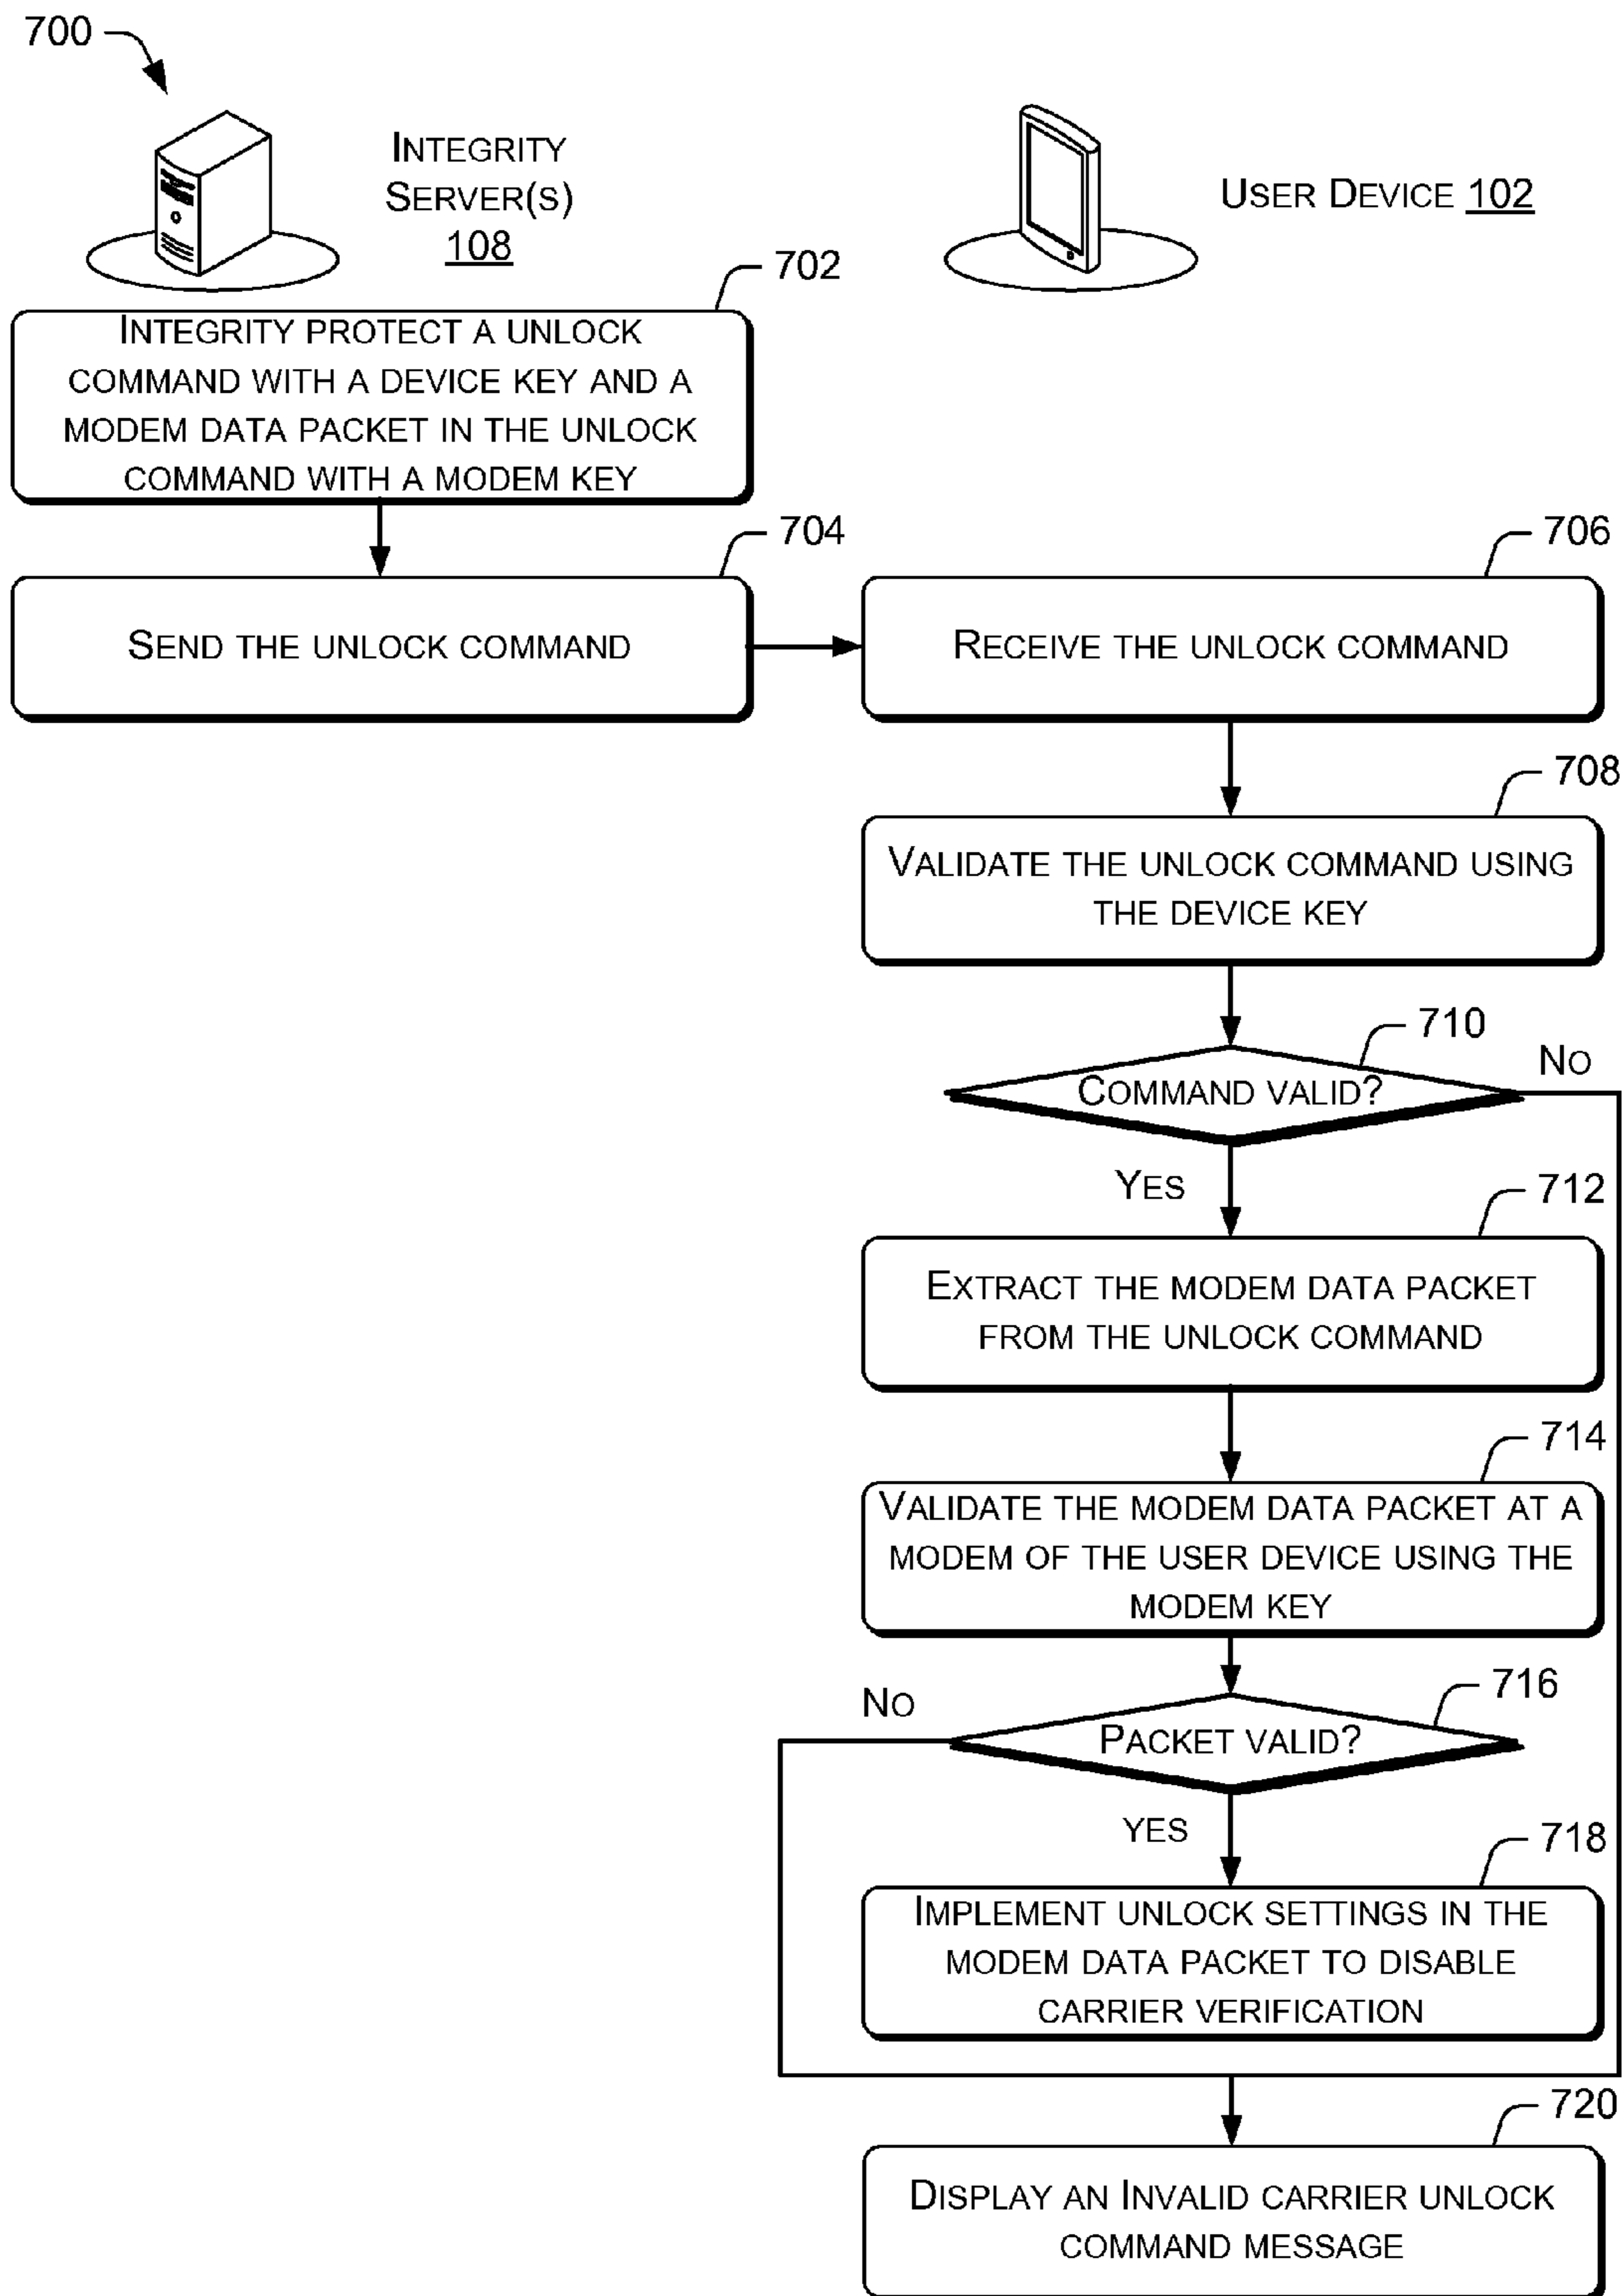 700
INTEGRITY
SERVER(S)
108
USER DEVICE 102
702
INTEGRITY PROTECT A UNLOCK
COMMAND WITH A DEVICE KEY AND A
MODEM DATA PACKET IN THE UNLOCK
COMMAND WITH A MODEM KEY
704
SEND THE UNLOCK COMMAND
706
RECEIVE THE UNLOCK COMMAND
708
VALIDATE THE UNLOCK COMMAND USING
THE DEVICE KEY
710
COMMAND VALID?
NO
YES
712
EXTRACT THE MODEM DATA PACKET
FROM THE UNLOCK COMMAND
714
VALIDATE THE MODEM DATA PACKET AT A
MODEM OF THE USER DEVICE USING THE
MODEM KEY
716
NO
PACKET VALID?
YES
718
IMPLEMENT UNLOCK SETTINGS IN THE
MODEM DATA PACKET TO DISABLE
CARRIER VERIFICATION
720
DISPLAY AN INVALID CARRIER UNLOCK
COMMAND MESSAGE